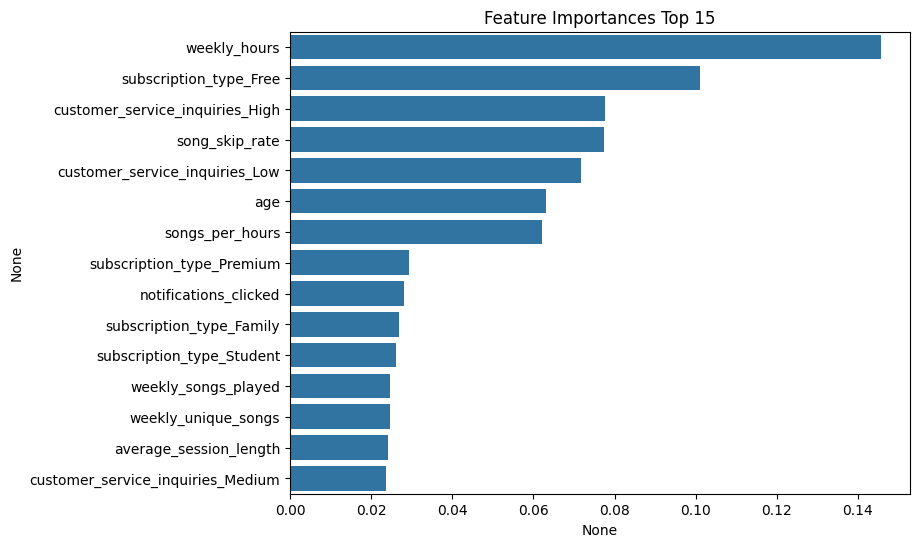 Feature Importances Top 15
weekly_hours
subscription_type_Free
customer_service_inquiries_High
song_skip_rate
customer_service_inquiries_Low
age
songs_per_hours
subscription_type_Premium
notifications_clicked
subscription_type_Family
subscription_type_Student
weekly_songs_played
weekly_unique_songs
average_session_length
customer_service_inquiries_Medium
None
0.00 0.02 0.04 0.06 0.08 0.10 0.12 0.14
None